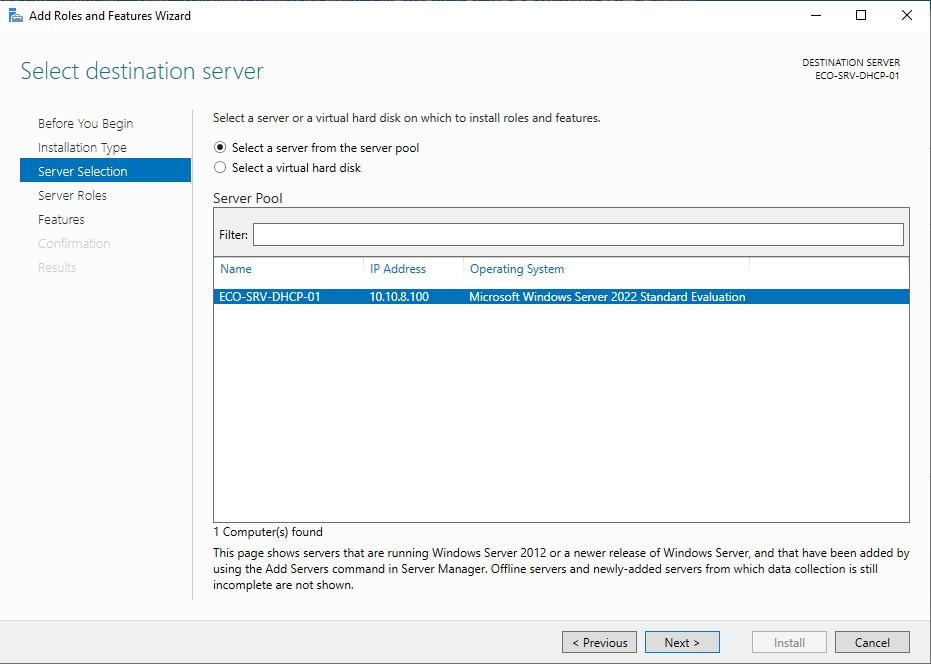 Add Roles and Features Wizard
Select destination server
DESTINATION SERVER
ECO-SRV-DHCP-01
Before You Begin
Installation Type
Server Selection
Server Roles
Features
Confirmation
Results
Select a server or a virtual hard disk on which to install roles and features.
Select a server from the server pool
Select a virtual hard disk
Server Pool
Filter:
Name IP Address Operating System
ECO-SRV-DHCP-01 10.10.8.100 Microsoft Windows Server 2022 Standard Evaluation
1 Computer(s) found
This page shows servers that are running Windows Server 2012 or a newer release of Windows Server, and that have been added by
using the Add Servers command in Server Manager. Offline servers and newly-added servers from which data collection is still
incomplete are not shown.
< Previous Next > Install Cancel